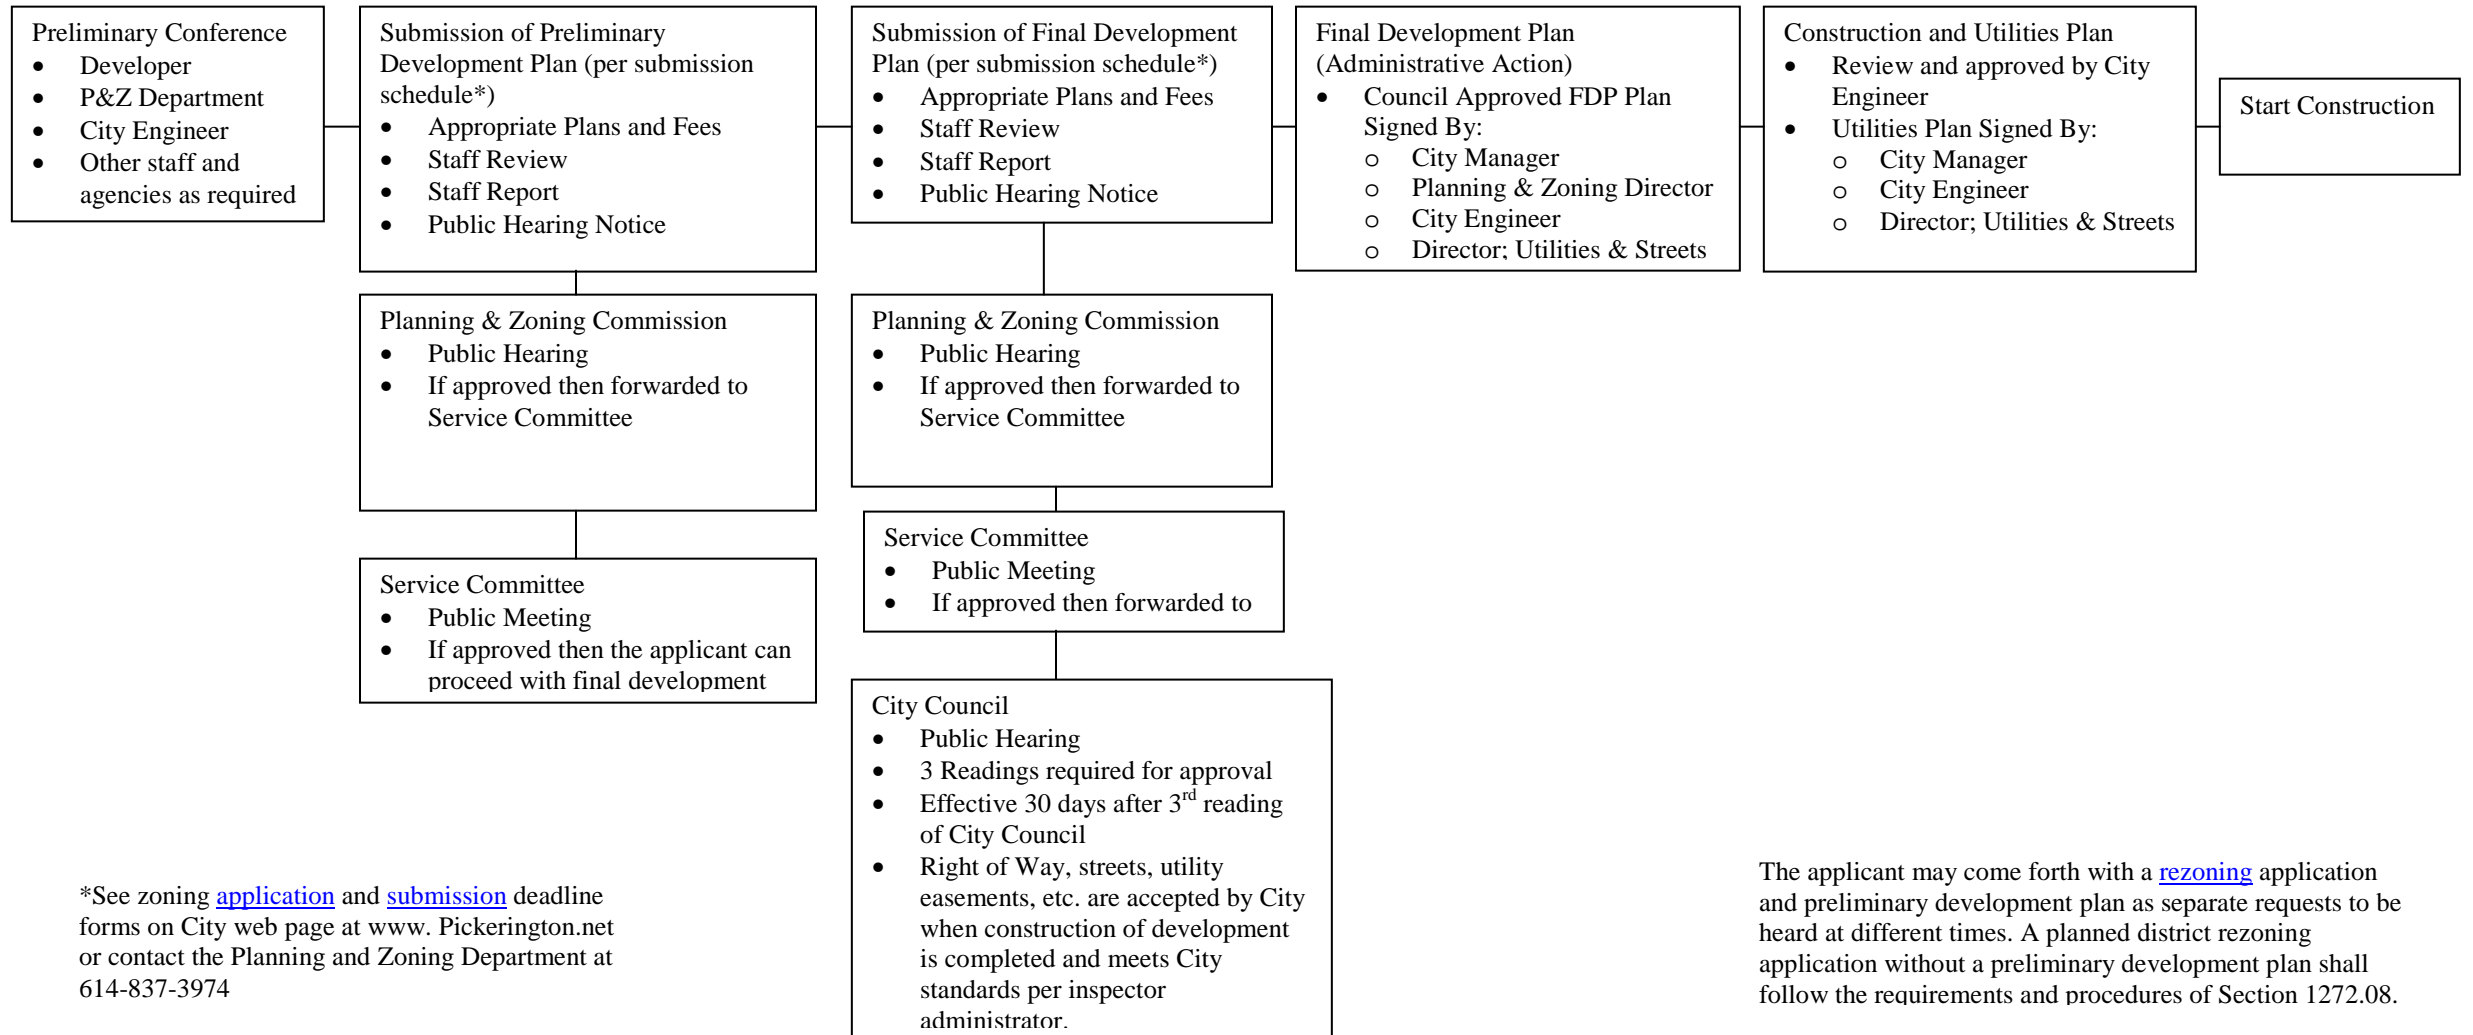 Preliminary Conference
• Developer
• P&Z Department
• City Engineer
• Other staff and
agencies as required
Submission of Preliminary
Development Plan (per submission
schedule*)
• Appropriate Plans and Fees
• Staff Review
• Staff Report
• Public Hearing Notice
Submission of Final Development
Plan (per submission schedule*)
• Appropriate Plans and Fees
• Staff Review
• Staff Report
• Public Hearing Notice
Final Development Plan
(Administrative Action)
• Council Approved FDP Plan
Signed By:
o City Manager
o Planning & Zoning Director
o City Engineer
o Director; Utilities & Streets
Construction and Utilities Plan
• Review and approved by City
Engineer
• Utilities Plan Signed By:
o City Manager
o City Engineer
o Director; Utilities & Streets
Start Construction
Planning & Zoning Commission
• Public Hearing
• If approved then forwarded to
Service Committee
Planning & Zoning Commission
• Public Hearing
• If approved then forwarded to
Service Committee
Service Committee
• Public Meeting
• If approved then the applicant can
proceed with final development
Service Committee
• Public Meeting
• If approved then forwarded to
City Council
• Public Hearing
• 3 Readings required for approval
• Effective 30 days after 3rd reading
of City Council
• Right of Way, streets, utility
easements, etc. are accepted by City
when construction of development
is completed and meets City
standards per inspector
administrator.
*See zoning application and submission deadline
forms on City web page at www. Pickerington.net
or contact the Planning and Zoning Department at
614-837-3974
The applicant may come forth with a rezoning application
and preliminary development plan as separate requests to be
heard at different times. A planned district rezoning
application without a preliminary development plan shall
follow the requirements and procedures of Section 1272.08.